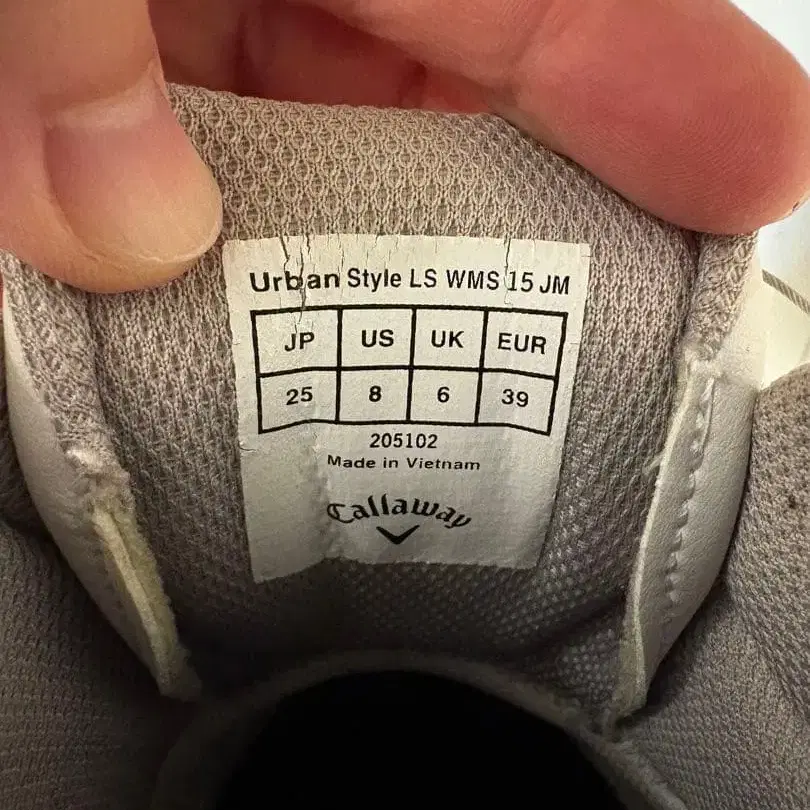 Urban Style LS WMS 15 JM
JP US UK EUR
25 8 6 39
205102
Made in Vietnam
Callaway